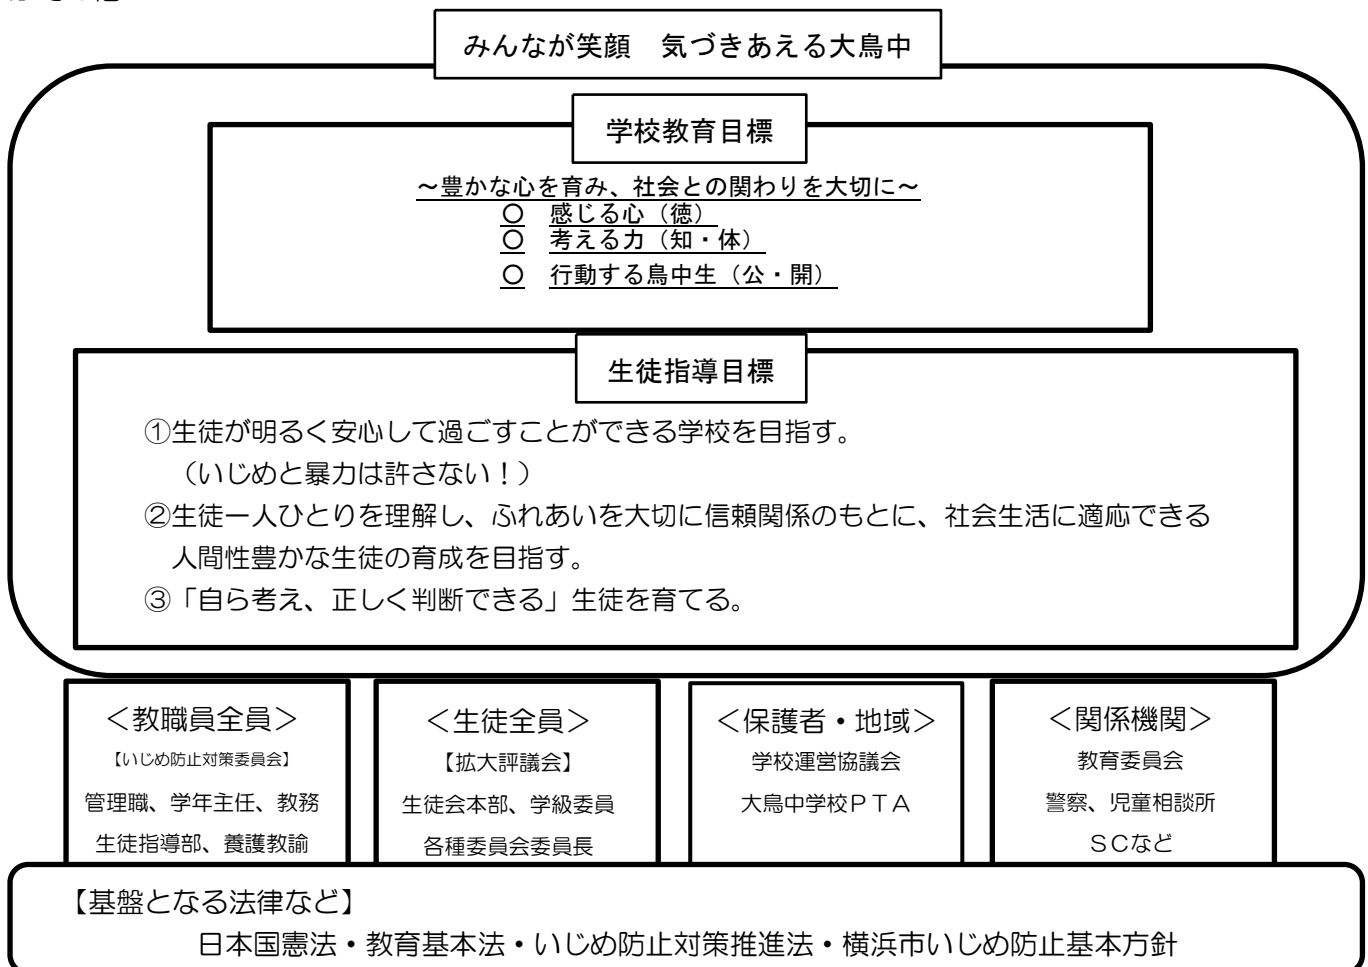 みんなが笑顔　気づきあえる大鳥中
学校教育目標
～豊かな心を育み、社会との関わりを大切に～
○　感じる心（徳）
○　考える力（知・体）
○　行動する鳥中生（公・開）
生徒指導目標
①生徒が明るく安心して過ごすことができる学校を目指す。
（いじめと暴力は許さない！）
②生徒一人ひとりを理解し、ふれあいを大切に信頼関係のもとに、社会生活に適応できる
人間性豊かな生徒の育成を目指す。
③「自ら考え、正しく判断できる」生徒を育てる。
＜教職員全員＞
【いじめ防止対策委員会】
管理職、学年主任、教務
生徒指導部、養護教諭
＜生徒全員＞
【拡大評議会】
生徒会本部、学級委員
各種委員会委員長
＜保護者・地域＞
学校運営協議会
大鳥中学校ＰＴＡ
＜関係機関＞
教育委員会
警察、児童相談所
ＳＣなど
【基盤となる法律など】
日本国憲法・教育基本法・いじめ防止対策推進法・横浜市いじめ防止基本方針